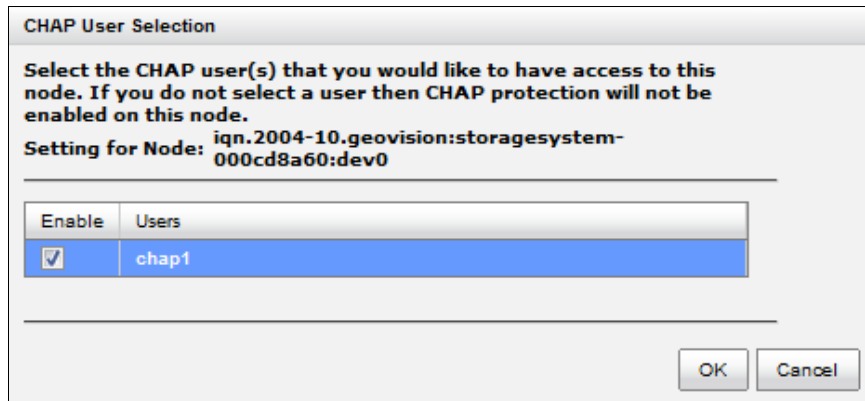 CHAP User Selection
Select the CHAP user(s) that you would like to have access to this
node. If you do not select a user then CHAP protection will not be
enabled on this node.
Setting for Node: iqn.2004-10.geovision:storagesystem-
000cd8a60:dev0
Enable Users
chap1
OK Cancel